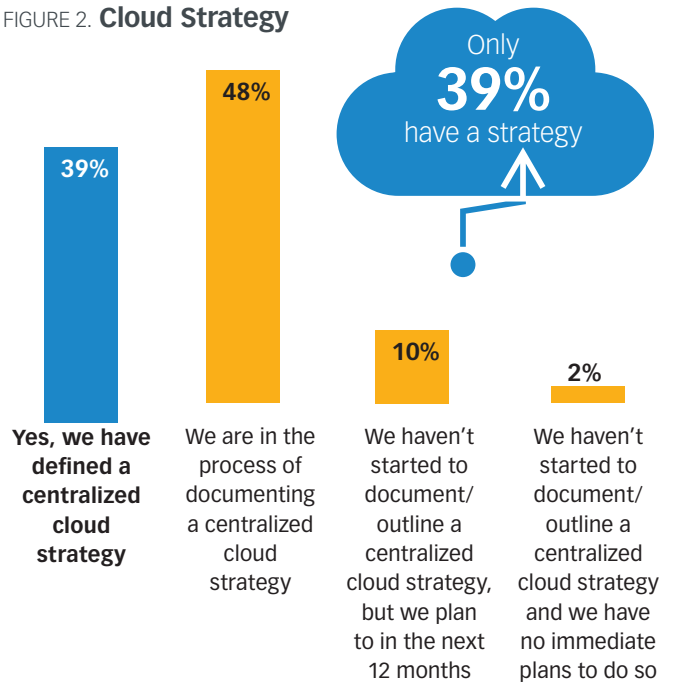 FIGURE 2. Cloud Strategy
Only
39%
have a strategy
39%
48%
10%
2%
Yes, we have
defined a
centralized
cloud
strategy
We are in the
process of
documenting
a centralized
cloud
strategy
We haven't
started to
document/
outline a
centralized
cloud strategy,
but we plan
to in the next
12 months
We haven't
started to
document/
outline a
centralized
cloud strategy
and we have
no immediate
plans to do so